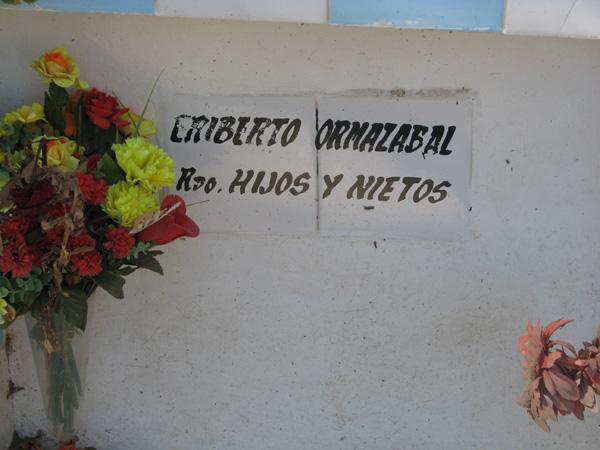 ERIBERTO ORMAZABAL
Rdo. HIJOS Y NIETOS